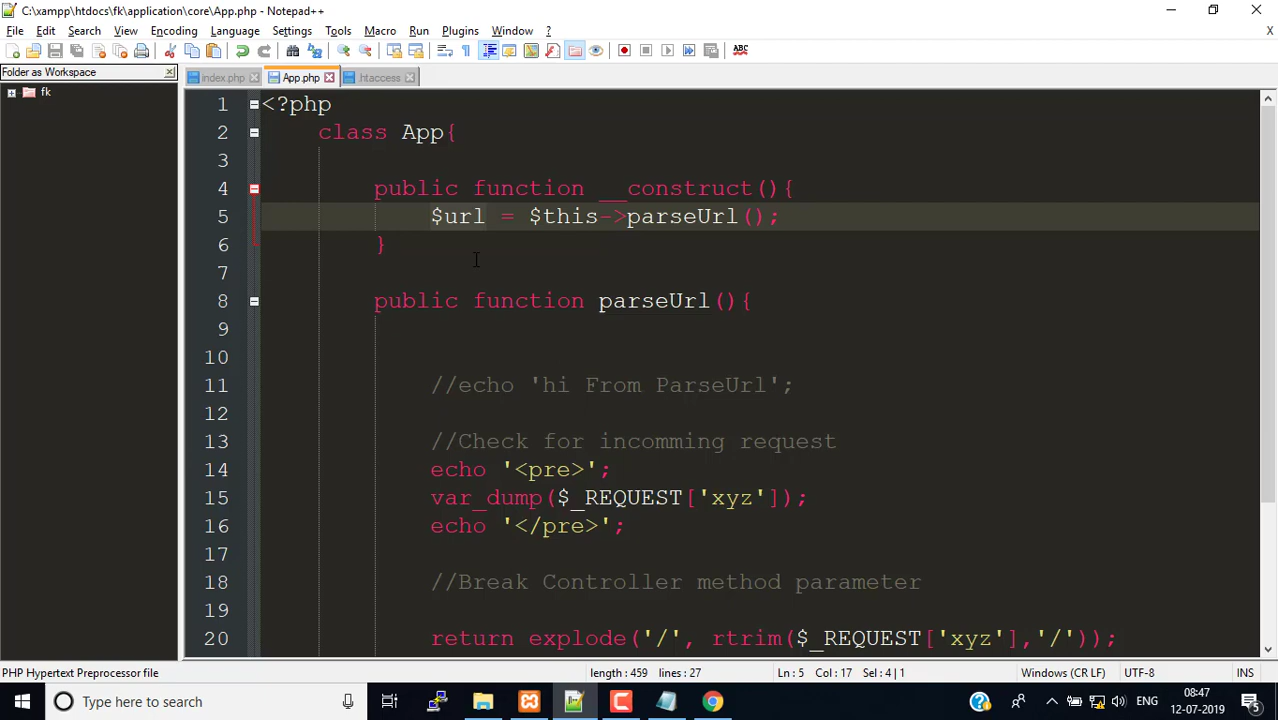 C:\xampp\htdocs\fk\application\core\App.php - Notepad++
File Edit Search View Encoding Language Settings Tools Macro Run Plugins Window ? X
ABC
Folder as Workspace
index.php App.php htaccess
fk
1 <?php
2 class App{
3
4 public function __construct(){
5 $url = $this->parseUrl();
6 }
7
8 public function parseUrl(){
9
10
11 //echo 'hi From ParseUrl';
12
13 //Check for incomming request
14 echo '<pre>';
15 var_dump($_REQUEST['xyz']);
16 echo '</pre>';
17
18 //Break Controller method parameter
19
20 return explode('/', rtrim($_REQUEST['xyz'],'/'));
PHP Hypertext Preprocessor file length : 459 lines : 27 Ln : 5 Col : 17 Sel : 4 | 1 Windows (CR LF) UTF-8 INS
Type here to search ENG 08:47
12-07-2019 5